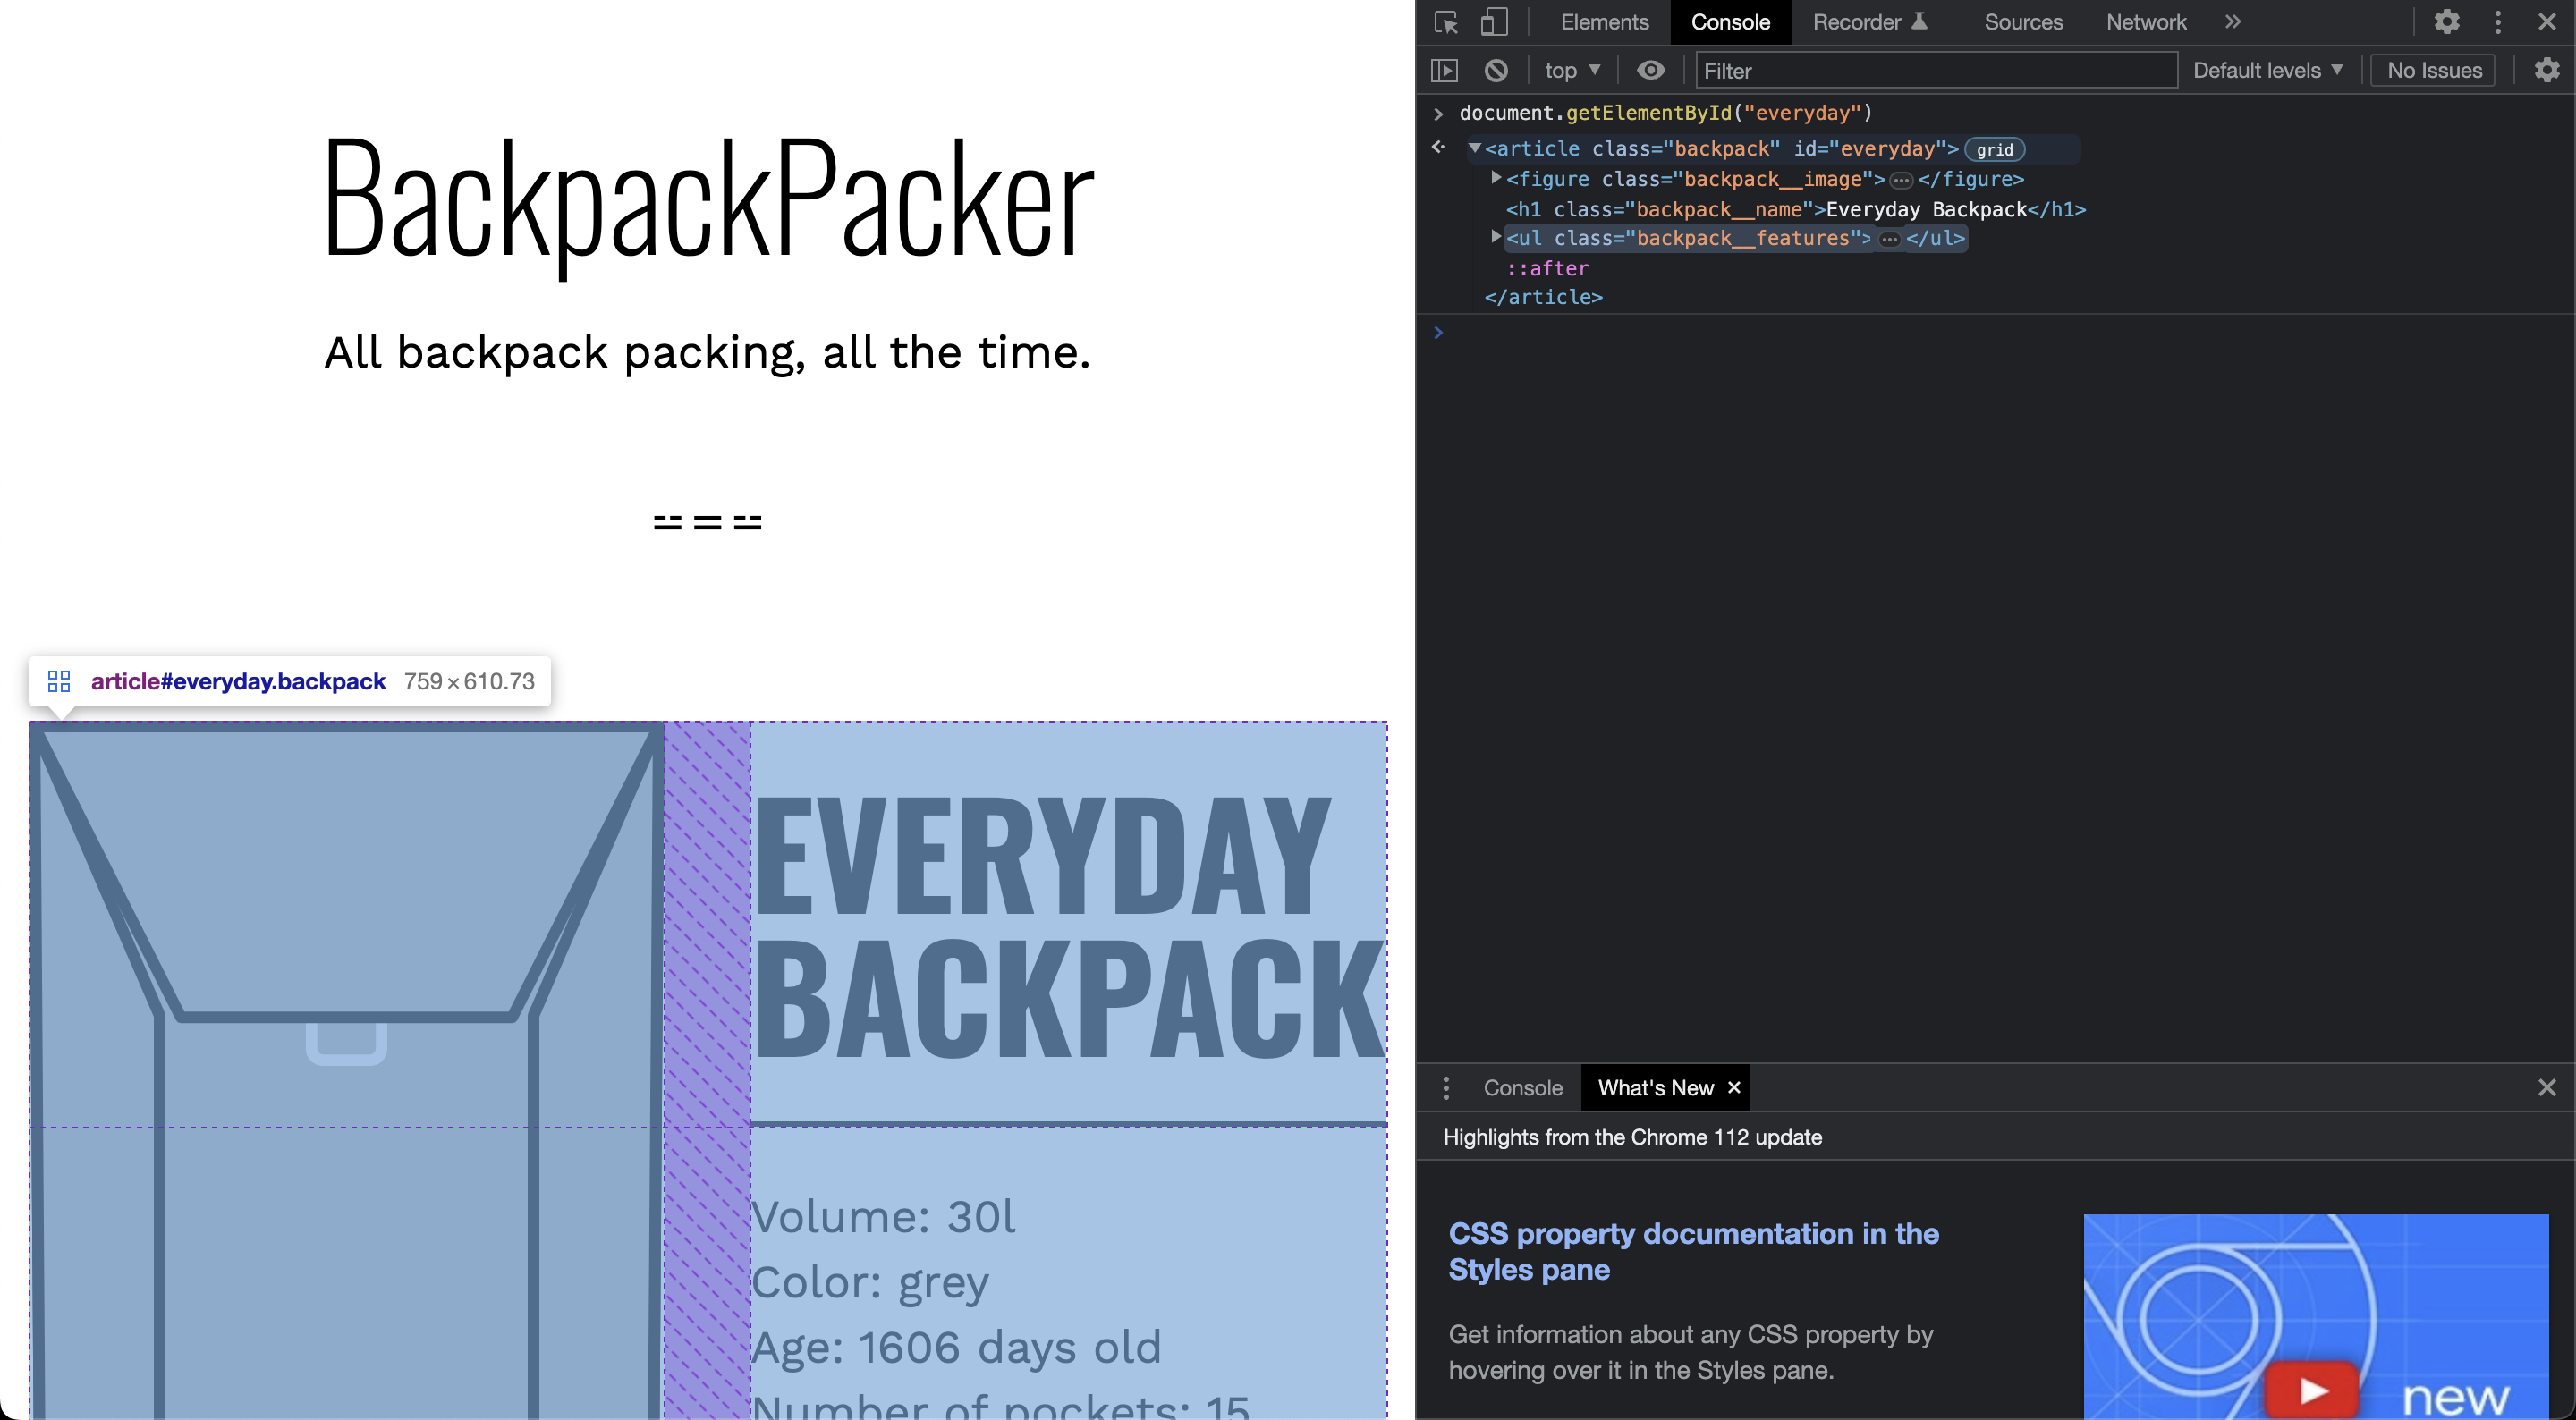 BackpackPacker
All backpack packing, all the time.
article#everyday.backpack 759×610.73
EVERYDAY
BACKPACK
Volume: 30l
Color: grey
Age: 1606 days old
Number of pockets: 15
Elements Console Recorder Sources Network
top Filter Default levels No Issues
document.getElementById("everyday")
<article class="backpack" id="everyday"> grid
<figure class="backpack__image">…</figure>
<h1 class="backpack__name">Everyday Backpack</h1>
<ul class="backpack__features">…</ul>
::after
</article>
Console What's New
Highlights from the Chrome 112 update
CSS property documentation in the
Styles pane
Get information about any CSS property by
hovering over it in the Styles pane.
new